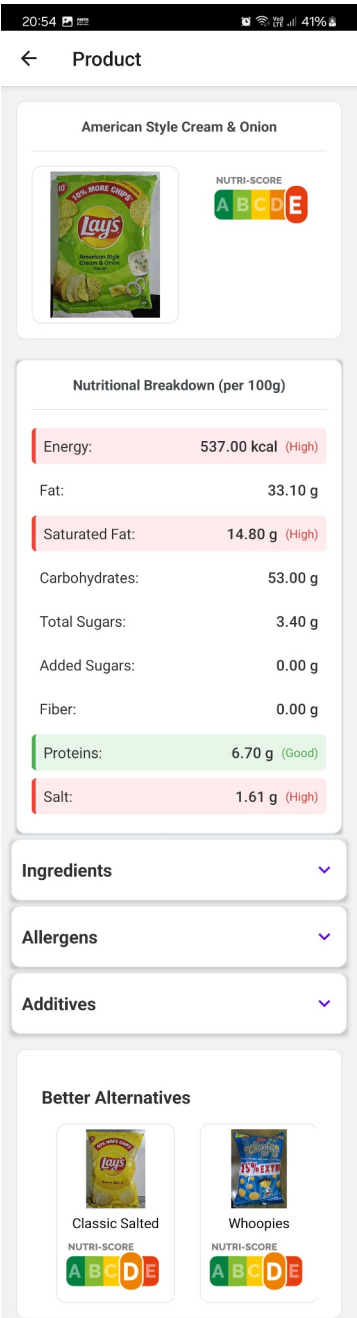 20:54
41%
Product
American Style Cream & Onion
10% MORE CHIPS*
Lay's
American Style
Cream & Onion
NUTRI-SCORE
A B C D E
Nutritional Breakdown (per 100g)
Energy: 537.00 kcal (High)
Fat: 33.10 g
Saturated Fat: 14.80 g (High)
Carbohydrates: 53.00 g
Total Sugars: 3.40 g
Added Sugars: 0.00 g
Fiber: 0.00 g
Proteins: 6.70 g (Good)
Salt: 1.61 g (High)
Ingredients
Allergens
Additives
Better Alternatives
Lay's
15% EXTRA
Classic Salted
Whoopies
NUTRI-SCORE
A B C D E
NUTRI-SCORE
A B C D E